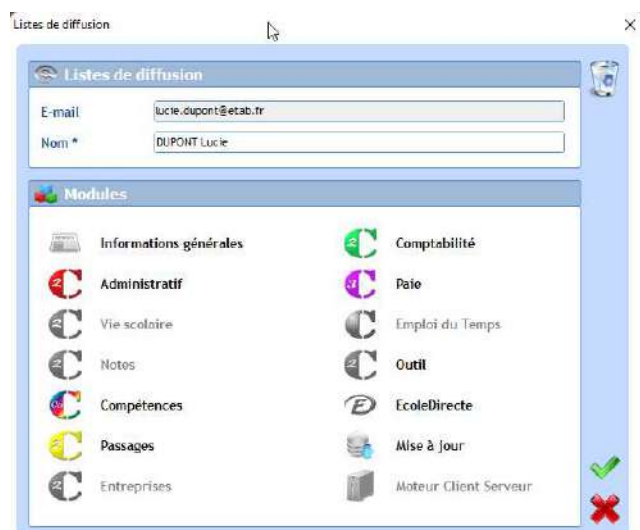 Listes de diffusion
Listes de diffusion
E-mail
lucie.dupont@etab.fr
Nom *
DUPONT Lucie
Modules
Informations générales
Comptabilité
Administratif
Paie
Vie scolaire
Emploi du Temps
Notes
Outil
Compétences
EcoleDirecte
Passages
Mise à jour
Entreprises
Moteur Client Serveur